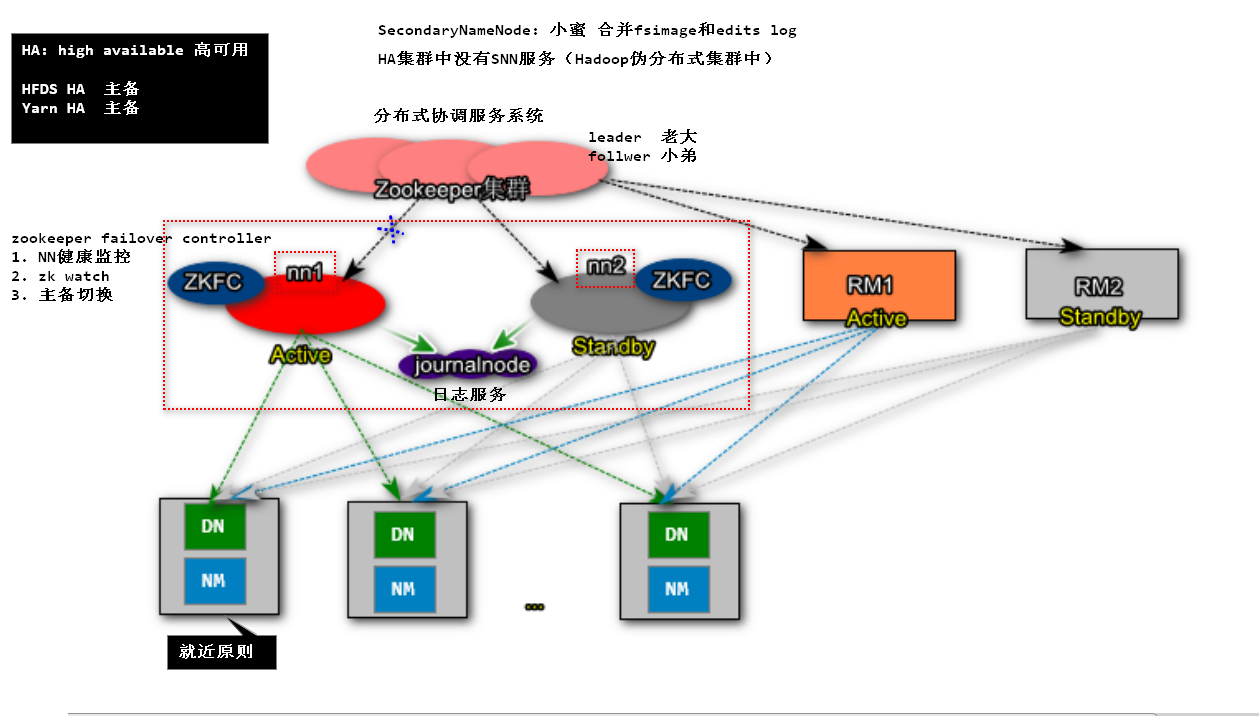 SecondaryNameNode: 小蜜 合并fsimage和edits log
HA集群中没有SNN服务（Hadoop伪分布式集群中）
HA: high available 高可用
HFDS HA 主备
Yarn HA 主备
分布式协调服务系统
leader 老大
follwer 小弟
Zookeeper集群
zookeeper failover controller
1. NN健康监控
2. zk watch
3. 主备切换
ZKFC
nn1
nn2
ZKFC
RM1
RM2
Active
Standby
Active
Standby
journalnode
日志服务
DN
NM
DN
NM
...
DN
NM
就近原则